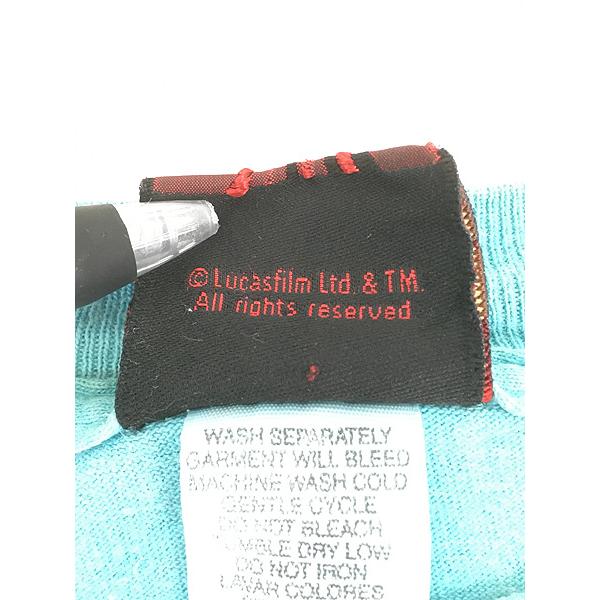 ©Lucasfilm Ltd. & TM.
All rights reserved
WASH SEPARATELY
GARMENT WILL BLEED
MACHINE WASH COLD
GENTLE CYCLE
DO NOT BLEACH
TUMBLE DRY LOW
DO NOT IRON
LAVAR COLORES